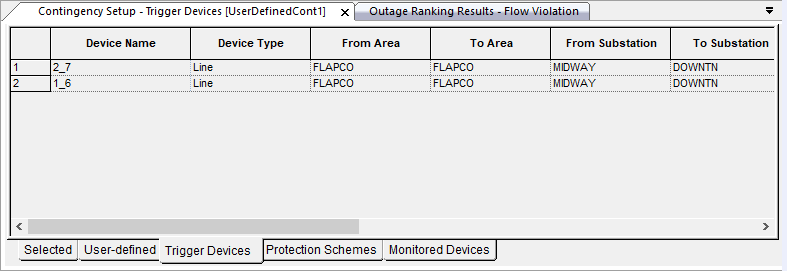 Contingency Setup - Trigger Devices [UserDefinedCont1] X Outage Ranking Results - Flow Violation
Device Name Device Type From Area To Area From Substation To Substation
1 2_7 Line FLAPCO FLAPCO MIDWAY DOWNTN
2 1_6 Line FLAPCO FLAPCO MIDWAY DOWNTN
Selected User-defined Trigger Devices Protection Schemes Monitored Devices